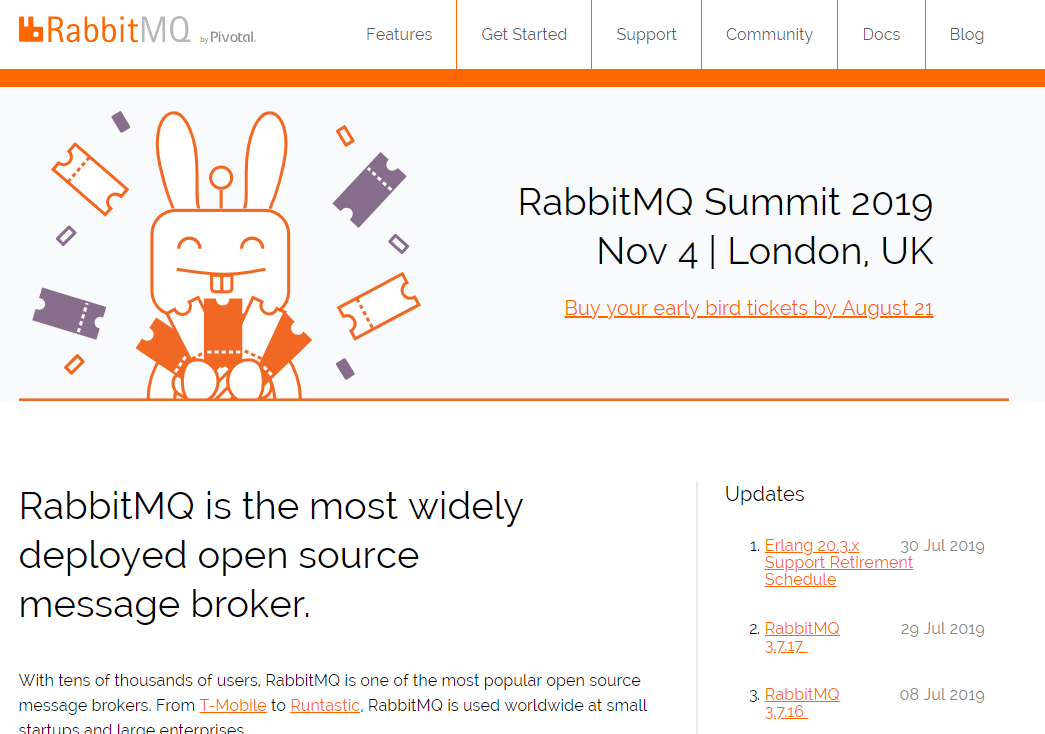 RabbitMQ by Pivotal.
Features
Get Started
Support
Community
Docs
Blog
RabbitMQ Summit 2019
Nov 4 | London, UK
Buy your early bird tickets by August 21
RabbitMQ is the most widely
deployed open source
message broker.
With tens of thousands of users, RabbitMQ is one of the most popular open source
message brokers. From T-Mobile to Runtastic, RabbitMQ is used worldwide at small
startups and large enterprises.
Updates
1. Erlang 20.3.x 30 Jul 2019
Support Retirement
Schedule
2. RabbitMQ 29 Jul 2019
3.7.17
3. RabbitMQ 08 Jul 2019
3.7.16